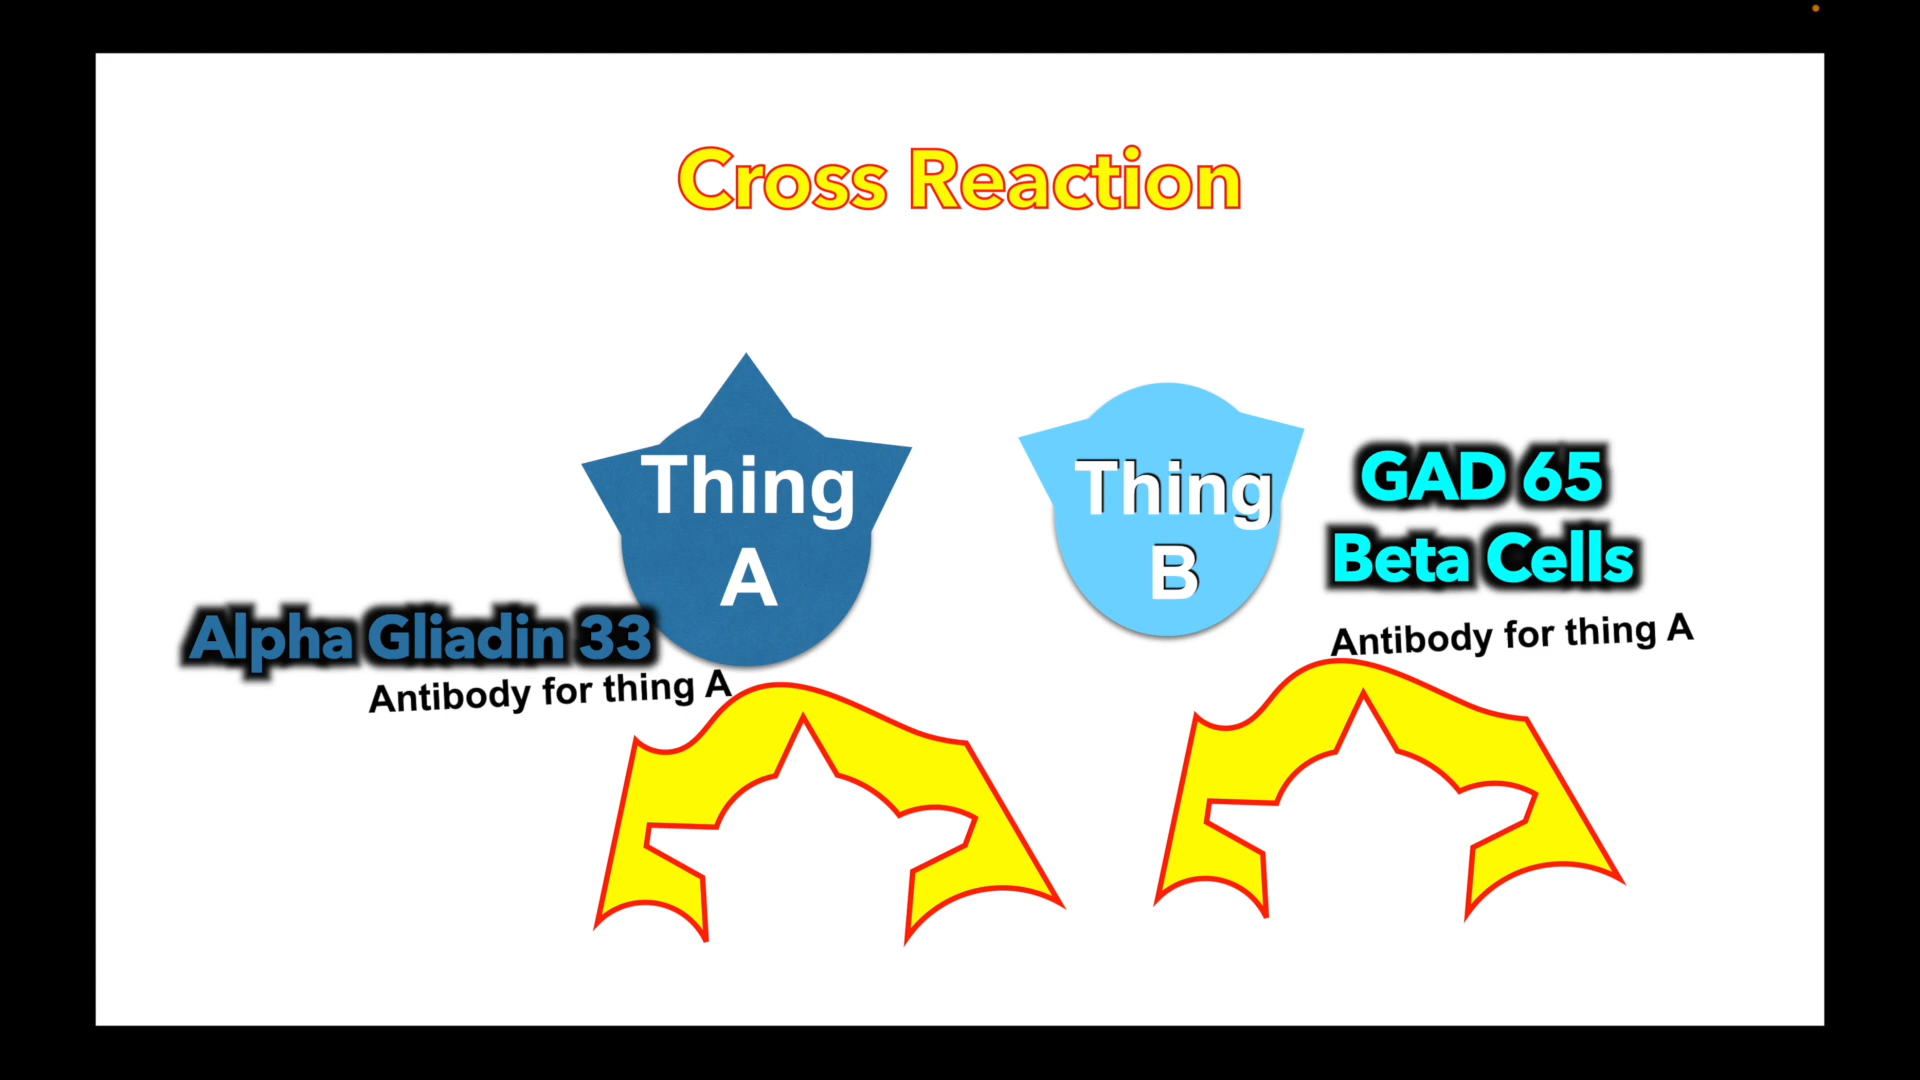 Cross Reaction
Thing
A
Thing
B
GAD 65
Beta Cells
Alpha Gliadin 33
Antibody for thing A
Antibody for thing A